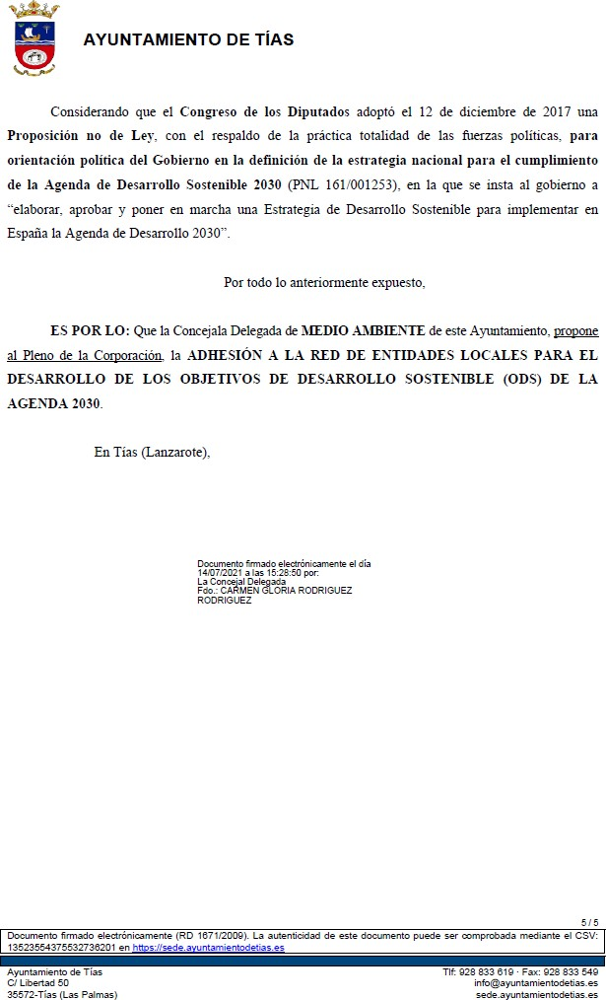 AYUNTAMIENTO DE TÍAS
Considerando que el Congreso de los Diputados adoptó el 12 de diciembre de 2017 una
Proposición no de Ley, con el respaldo de la práctica totalidad de las fuerzas políticas, para
orientación política del Gobierno en la definición de la estrategia nacional para el cumplimiento
de la Agenda de Desarrollo Sostenible 2030 (PNL 161/001253), en la que se insta al gobierno a
“elaborar, aprobar y poner en marcha una Estrategia de Desarrollo Sostenible para implementar en
España la Agenda de Desarrollo 2030”.
Por todo lo anteriormente expuesto,
ES POR LO: Que la Concejala Delegada de MEDIO AMBIENTE de este Ayuntamiento, propone
al Pleno de la Corporación, la ADHESIÓN A LA RED DE ENTIDADES LOCALES PARA EL
DESARROLLO DE LOS OBJETIVOS DE DESARROLLO SOSTENIBLE (ODS) DE LA
AGENDA 2030.
En Tías (Lanzarote),
Documento firmado electrónicamente el día
14/07/2021 a las 15:28:50 por:
La Concejal Delegada
Fdo.: CARMEN GLORIA RODRIGUEZ
RODRIGUEZ
5 / 5
Documento firmado electrónicamente (RD 1671/2009). La autenticidad de este documento puede ser comprobada mediante el CSV:
13523554375532736201 en https://sede.ayuntamientodetias.es
Ayuntamiento de Tías
C/ Libertad 50
35572-Tías (Las Palmas)
Tlf: 928 833 619 · Fax: 928 833 549
info@ayuntamientodetias.es
sede.ayuntamientodetias.es